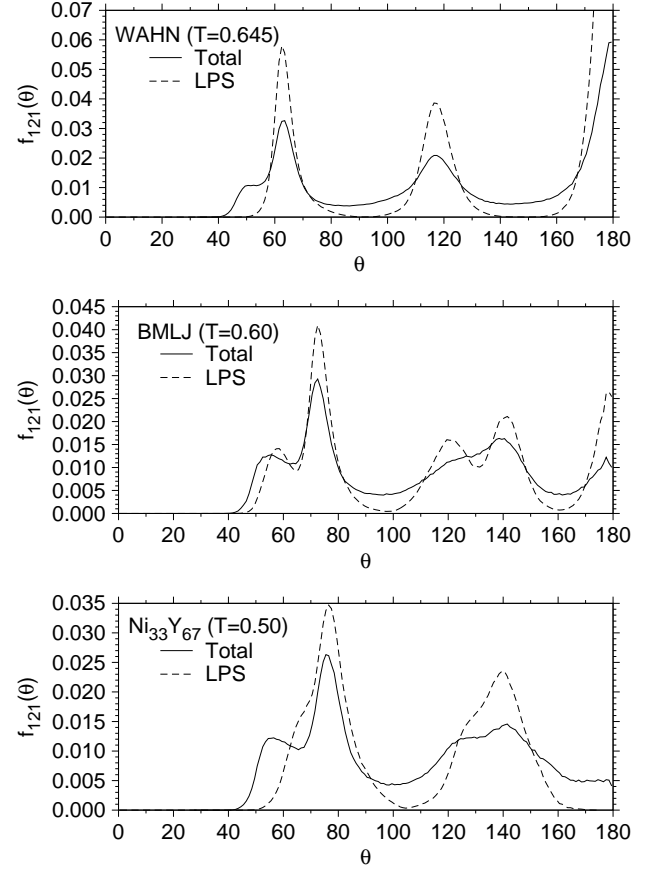 0.07
0.06
0.05
0.04
0.03
0.02
0.01
0.00
f₁₂₁(θ)
WAHN (T=0.645)
Total
LPS
0 20 40 60 80 100 120 140 160 180
θ
0.045
0.040
0.035
0.030
0.025
0.020
0.015
0.010
0.005
0.000
f₁₂₁(θ)
BMLJ (T=0.60)
Total
LPS
0 20 40 60 80 100 120 140 160 180
θ
0.035
0.030
0.025
0.020
0.015
0.010
0.005
0.000
f₁₂₁(θ)
Ni₃₃Y₆₇ (T=0.50)
Total
LPS
0 20 40 60 80 100 120 140 160 180
θ